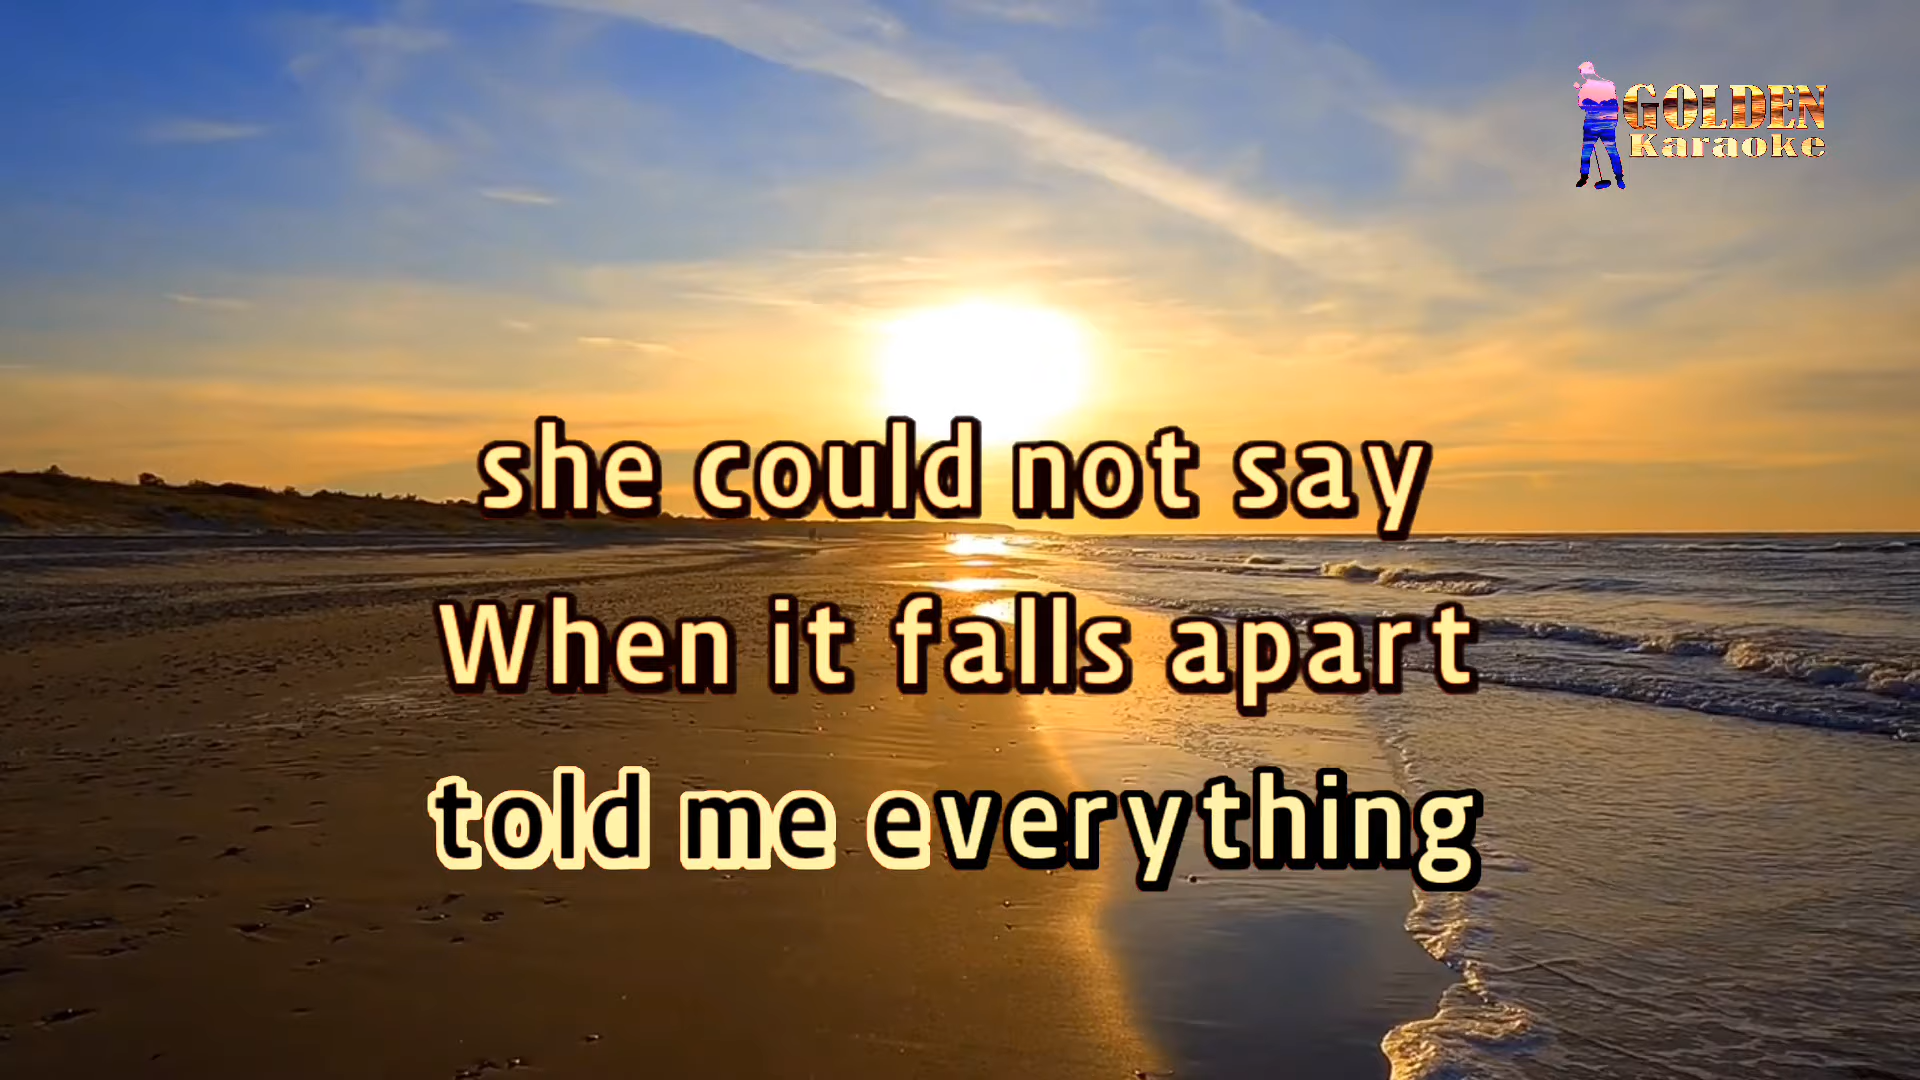 GOLDEN
Karaoke
she could not say
When it falls apart
told me everything